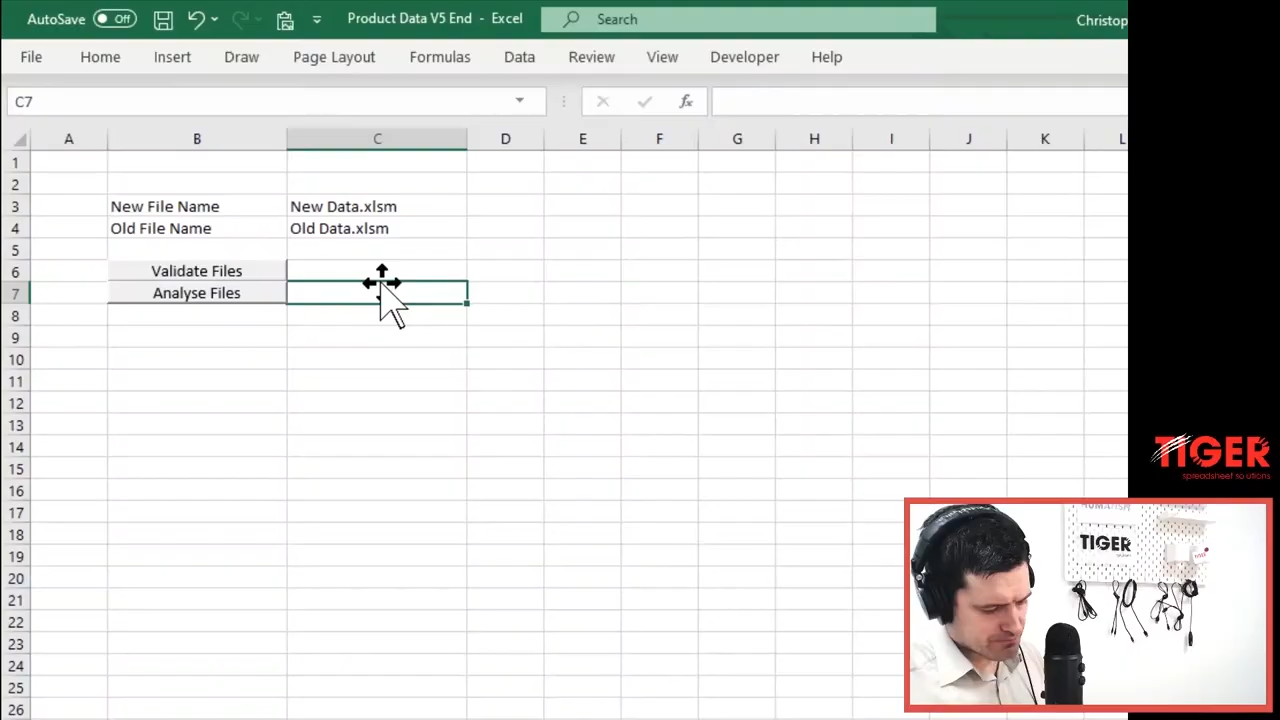 AutoSave Off Product Data V5 End - Excel Search Christop
File Home Insert Draw Page Layout Formulas Data Review View Developer Help
C7 fx
A B C D E F G H I J K L
1
2
3 New File Name New Data.xlsm
4 Old File Name Old Data.xlsm
5
6 Validate Files
7 Analyse Files
8
9
10
11
12
13
14
15
16
17
18
19
20
21
22
23
24
25
26
TIGER
spreadsheet solutions
TIGER